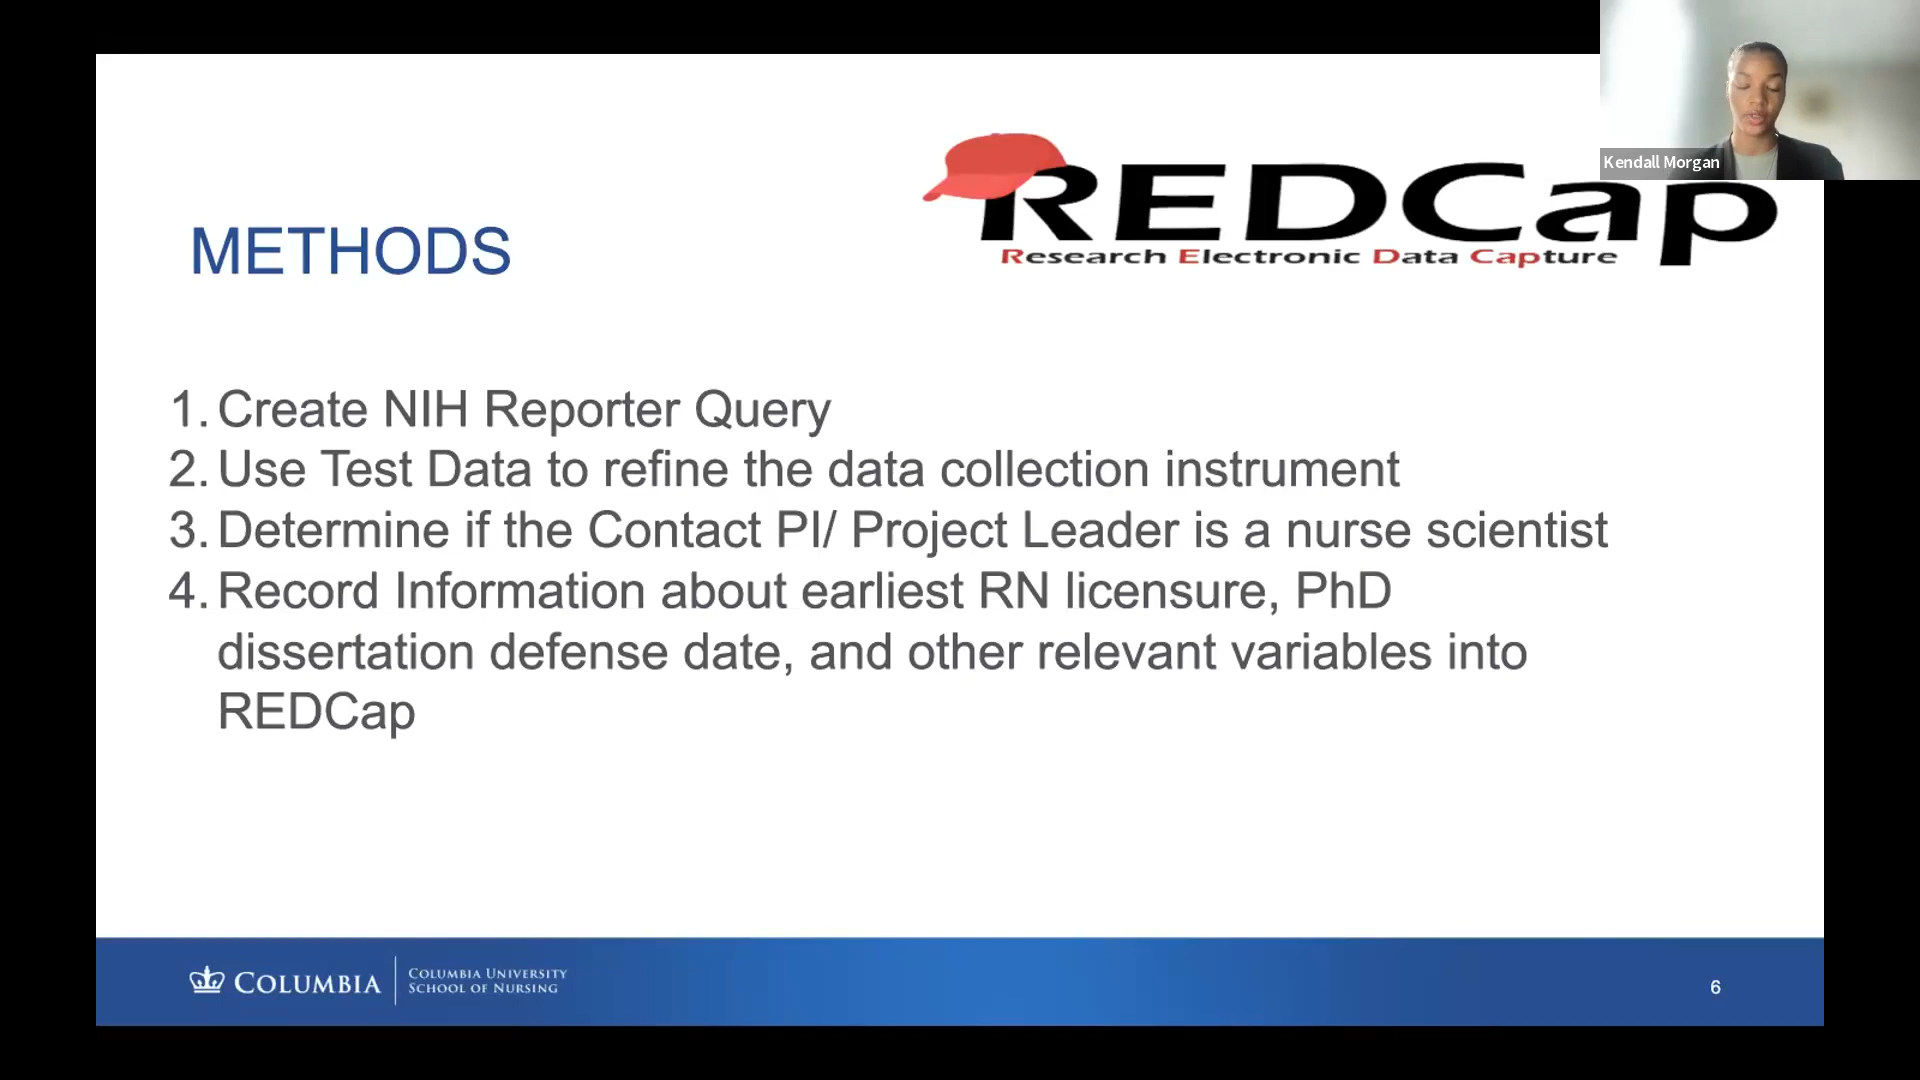 Kendall Morgan
REDCap
Research Electronic Data Capture
METHODS
1. Create NIH Reporter Query
2. Use Test Data to refine the data collection instrument
3. Determine if the Contact PI/ Project Leader is a nurse scientist
4. Record Information about earliest RN licensure, PhD
dissertation defense date, and other relevant variables into
REDCap
COLUMBIA
COLUMBIA UNIVERSITY
SCHOOL OF NURSING
6